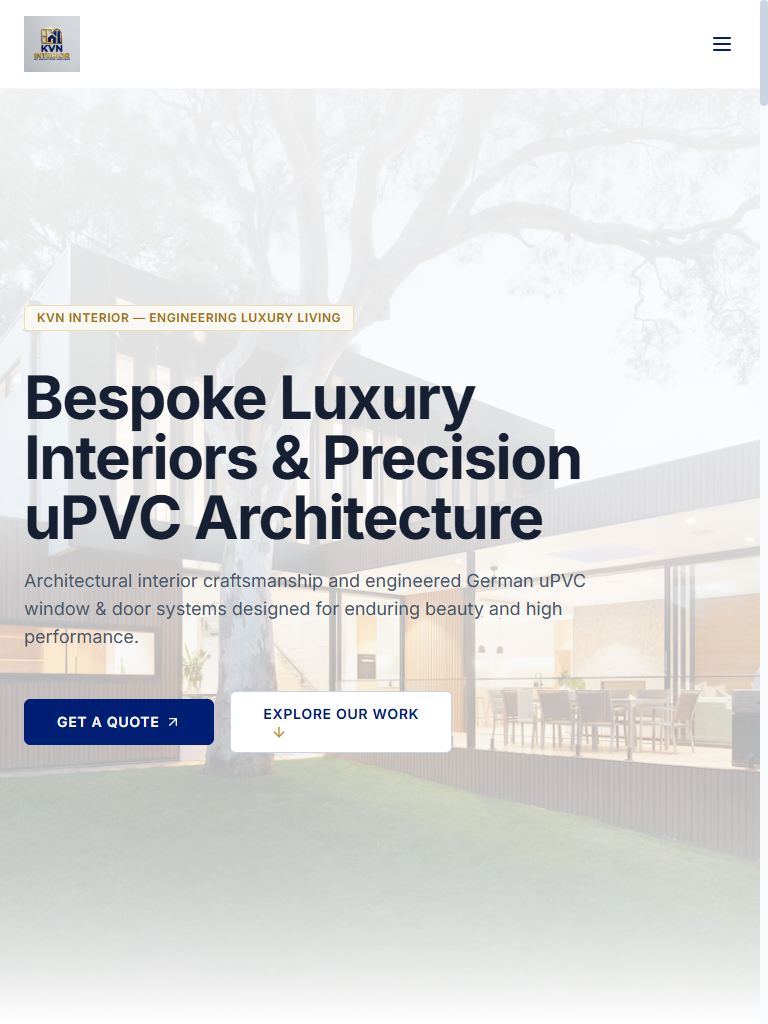 KVN
INTERIOR
KVN INTERIOR — ENGINEERING LUXURY LIVING
Bespoke Luxury
Interiors & Precision
uPVC Architecture
Architectural interior craftsmanship and engineered German uPVC
window & door systems designed for enduring beauty and high
performance.
GET A QUOTE
EXPLORE OUR WORK